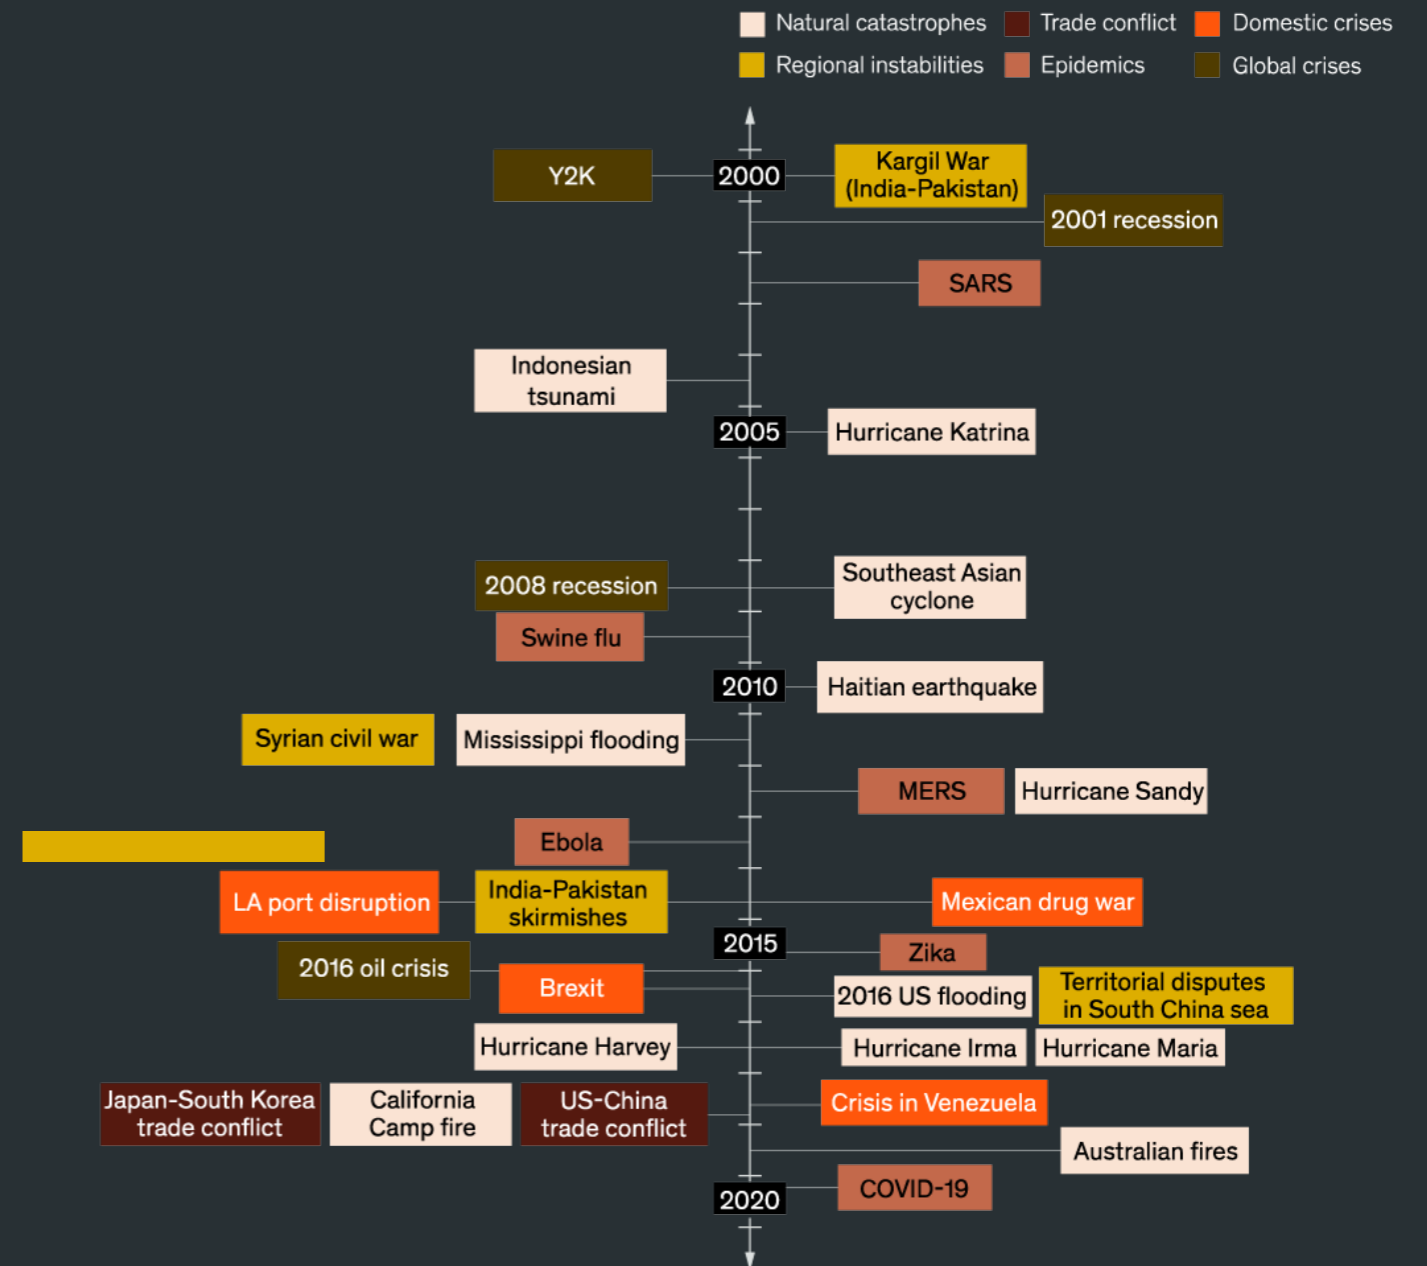 Natural catastrophes
Trade conflict
Domestic crises
Regional instabilities
Epidemics
Global crises
Y2K
2000
Kargil War
(India-Pakistan)
2001 recession
SARS
Indonesian
tsunami
2005
Hurricane Katrina
2008 recession
Southeast Asian
cyclone
Swine flu
2010
Haitian earthquake
Syrian civil war
Mississippi flooding
MERS
Hurricane Sandy
Ebola
LA port disruption
India-Pakistan
skirmishes
Mexican drug war
2015
Zika
2016 oil crisis
Brexit
2016 US flooding
Territorial disputes
in South China sea
Hurricane Harvey
Hurricane Irma
Hurricane Maria
Japan-South Korea
trade conflict
California
Camp fire
US-China
trade conflict
Crisis in Venezuela
Australian fires
2020
COVID-19